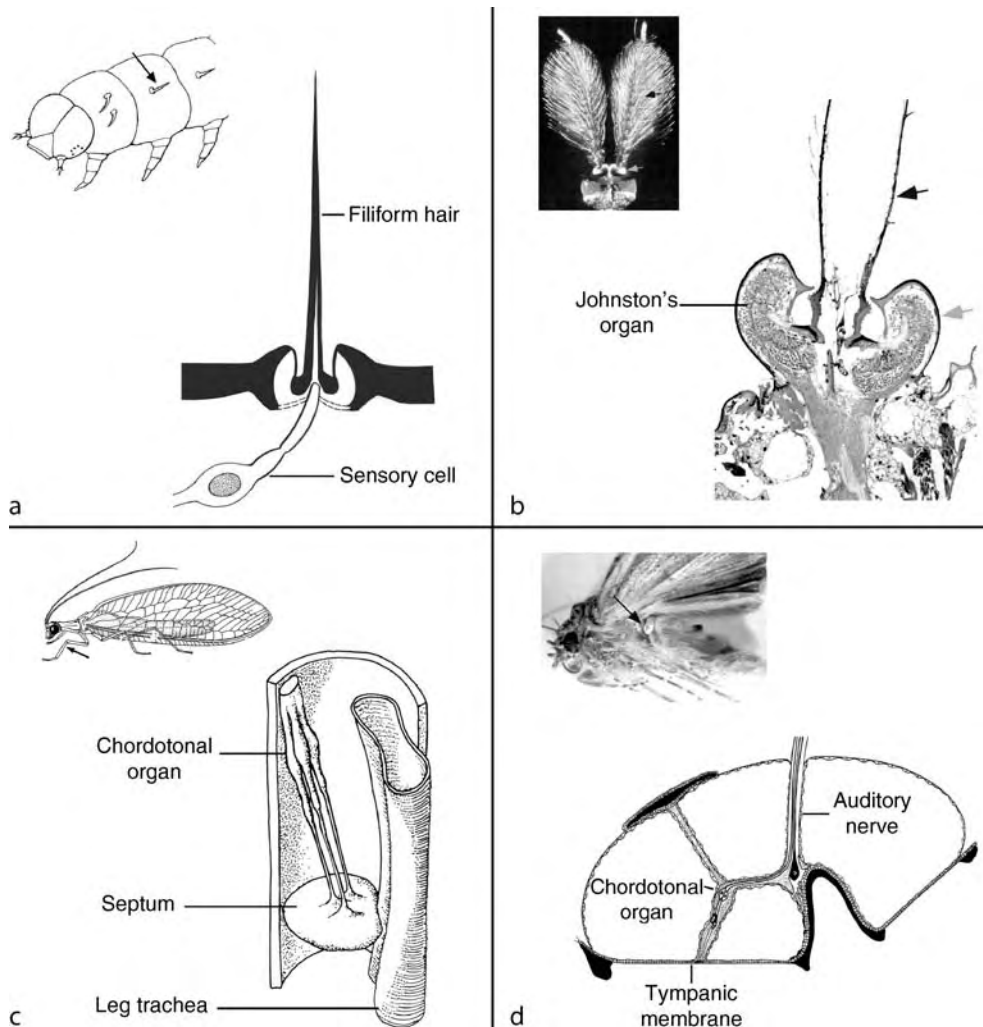 Filiform hair
Sensory cell
a
Johnston's
organ
b
Chordotonal
organ
Septum
Leg trachea
c
Auditory
nerve
Chordotonal
organ
Tympanic
membrane
d